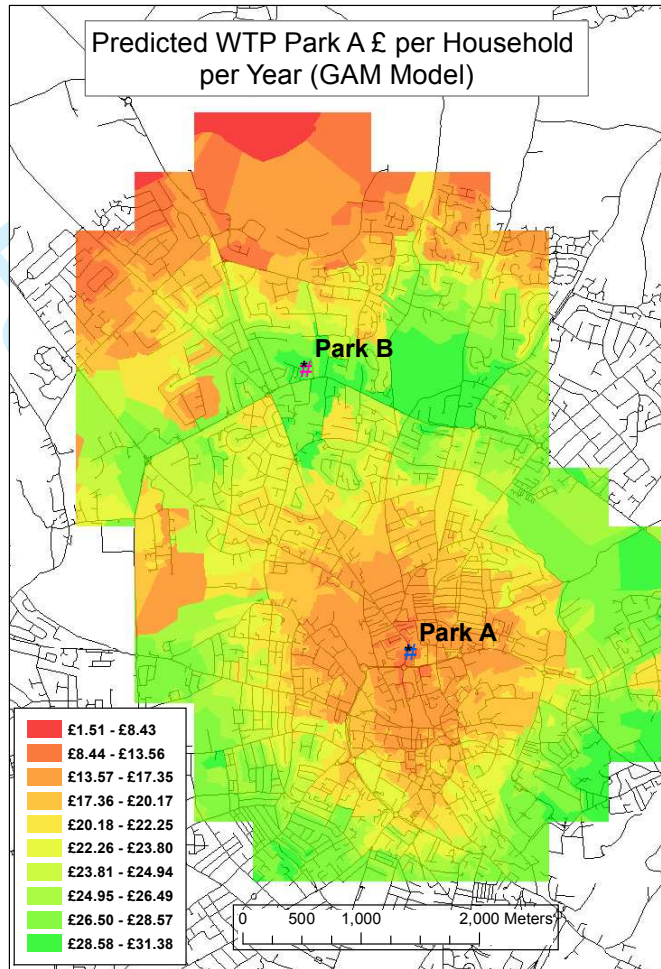 Predicted WTP Park A £ per Household
per Year (GAM Model)
Park B
#
Park A
#
£1.51 - £8.43
£8.44 - £13.56
£13.57 - £17.35
£17.36 - £20.17
£20.18 - £22.25
£22.26 - £23.80
£23.81 - £24.94
£24.95 - £26.49
£26.50 - £28.57
£28.58 - £31.38
0 500 1,000 2,000 Meters